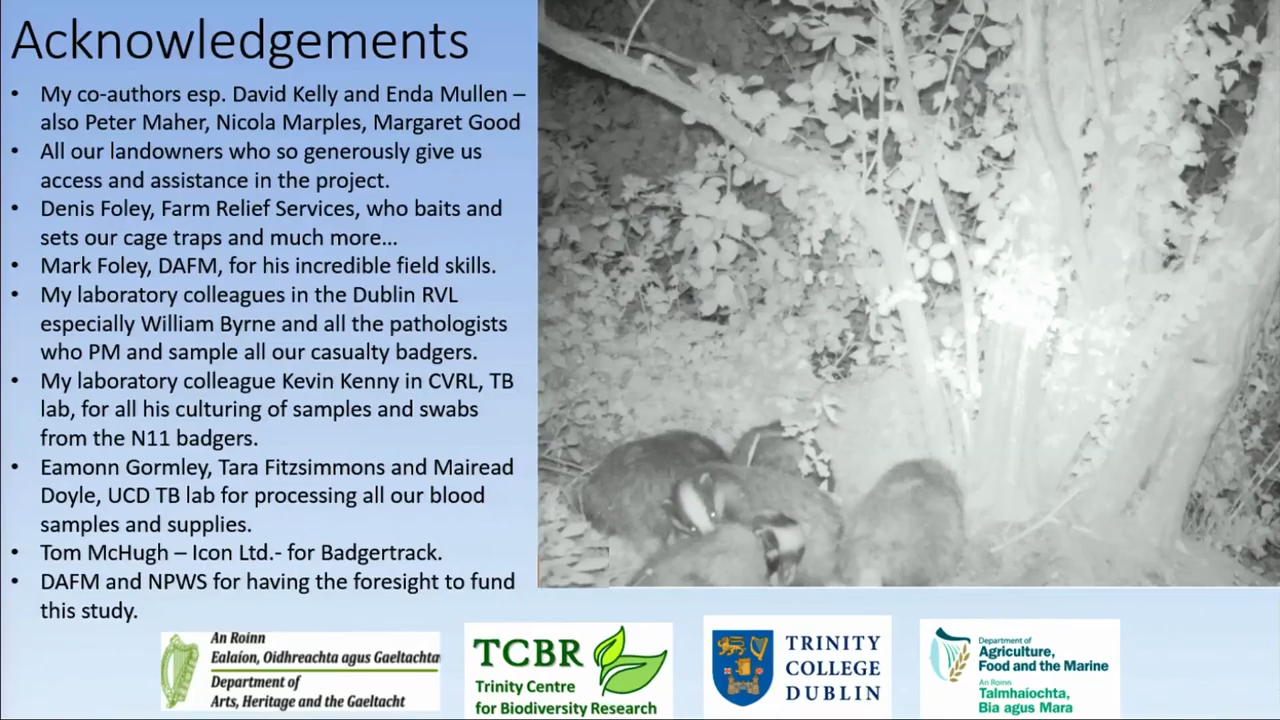 Acknowledgements
• My co-authors esp. David Kelly and Enda Mullen –
also Peter Maher, Nicola Marples, Margaret Good
• All our landowners who so generously give us
access and assistance in the project.
• Denis Foley, Farm Relief Services, who baits and
sets our cage traps and much more...
• Mark Foley, DAFM, for his incredible field skills.
• My laboratory colleagues in the Dublin RVL
especially William Byrne and all the pathologists
who PM and sample all our casualty badgers.
• My laboratory colleague Kevin Kenny in CVRL, TB
lab, for all his culturing of samples and swabs
from the N11 badgers.
• Eamonn Gormley, Tara Fitzsimmons and Mairead
Doyle, UCD TB lab for processing all our blood
samples and supplies.
• Tom McHugh – Icon Ltd.- for Badgertrack.
• DAFM and NPWS for having the foresight to fund
this study.
An Roinn
Ealaíon, Oidhreachta agus Gaeltachta
Department of
Arts, Heritage and the Gaeltacht
TCBR
Trinity Centre
for Biodiversity Research
TRINITY
COLLEGE
DUBLIN
Department of
Agriculture,
Food and the Marine
An Roinn
Talmhaíochta,
Bia agus Mara